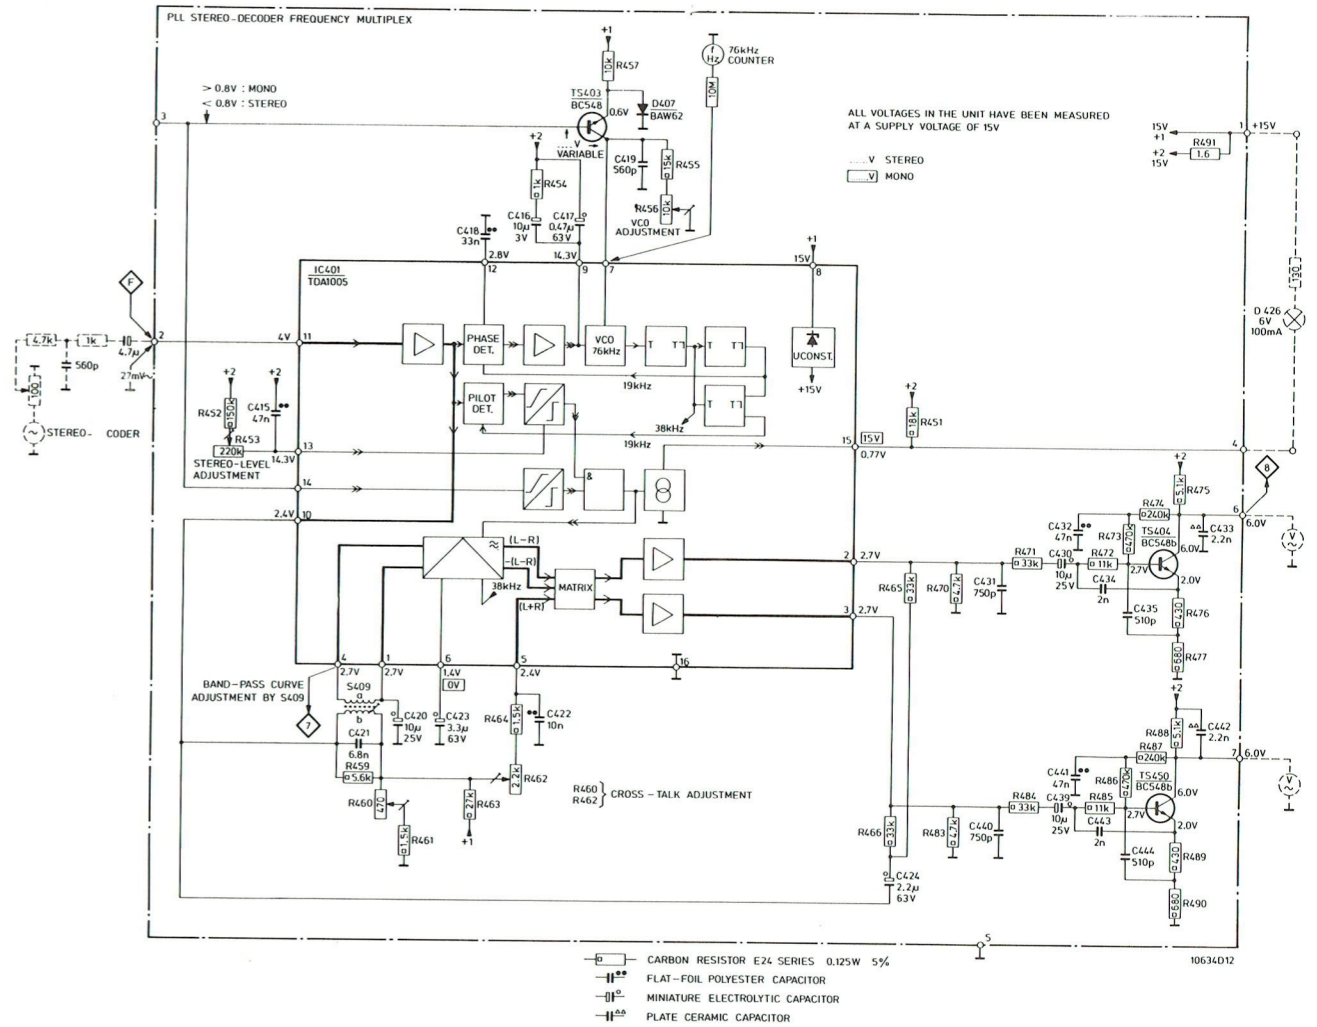 PLL STEREO-DECODER FREQUENCY MULTIPLEX
> 0.8V : MONO
< 0.8V : STEREO
3
+1
10k
R457
TS403
BC548
0.6V
D407
BAW62
f
Hz
76kHz
COUNTER
10M
ALL VOLTAGES IN THE UNIT HAVE BEEN MEASURED
AT A SUPPLY VOLTAGE OF 15V
.....V STEREO
V MONO
15V
+1
+2
15V
R491
1.6
1
+15V
+2
....V
VARIABLE
1k
R454
C419
560p
15k
R455
R456
10k
VCO
ADJUSTMENT
C416
10µ
3V
C417
0,47µ
63V
C418
33n
2.8V
12
14.3V
9
7
15V
8
+1
IC401
TDA1005
F
2
4V
11
PHASE
DET.
VCO
76kHz
T
T
UCONST.
+15V
19kHz
PILOT
DET.
T
38kHz
19kHz
4.7k
1k
4.7µ
560p
27mV~
100
STEREO- CODER
+2
+2
R452
150k
C415
47n
R453
220k
14.3V
13
STEREO-LEVEL
ADJUSTMENT
14
2.4V
10
&
15
15V
0.77V
+2
18k
R451
4
130
D 426
6V
100mA
(L-R)
-(L-R)
38kHz
(L+R)
MATRIX
2
2.7V
3
2.7V
4
2.7V
1
2.7V
6
1.4V
0V
5
2.4V
16
BAND-PASS CURVE
ADJUSTMENT BY S409
7
S409
a
b
C421
6.8n
R459
5.6k
C420
10µ
25V
C423
3.3µ
63V
R464
1,5k
C422
10n
2.2k
R462
R460
470
1,5k
R461
27k
R463
+1
R460
R462
CROSS-TALK ADJUSTMENT
R465
33k
R470
4.7k
C431
750p
R471
33k
C430
10µ
25V
C432
47n
R472
11k
R473
470k
R474
240k
C434
2n
2.7V
C435
510p
+2
5.1k
R475
TS404
BC548b
6.0V
2.0V
C433
2.2n
6
6.0V
8
V
430
R476
680
R477
R466
33k
C424
2.2µ
63V
R483
4.7k
C440
750p
R484
33k
C439
10µ
25V
C441
47n
R485
11k
R486
470k
R487
240k
C443
2n
2.7V
C444
510p
+2
R488
5.1k
C442
2.2n
TS450
BC548b
6.0V
2.0V
7
6.0V
V
430
R489
680
R490
5
10634D12
CARBON RESISTOR E24 SERIES 0.125W 5%
FLAT-FOIL POLYESTER CAPACITOR
MINIATURE ELECTROLYTIC CAPACITOR
PLATE CERAMIC CAPACITOR